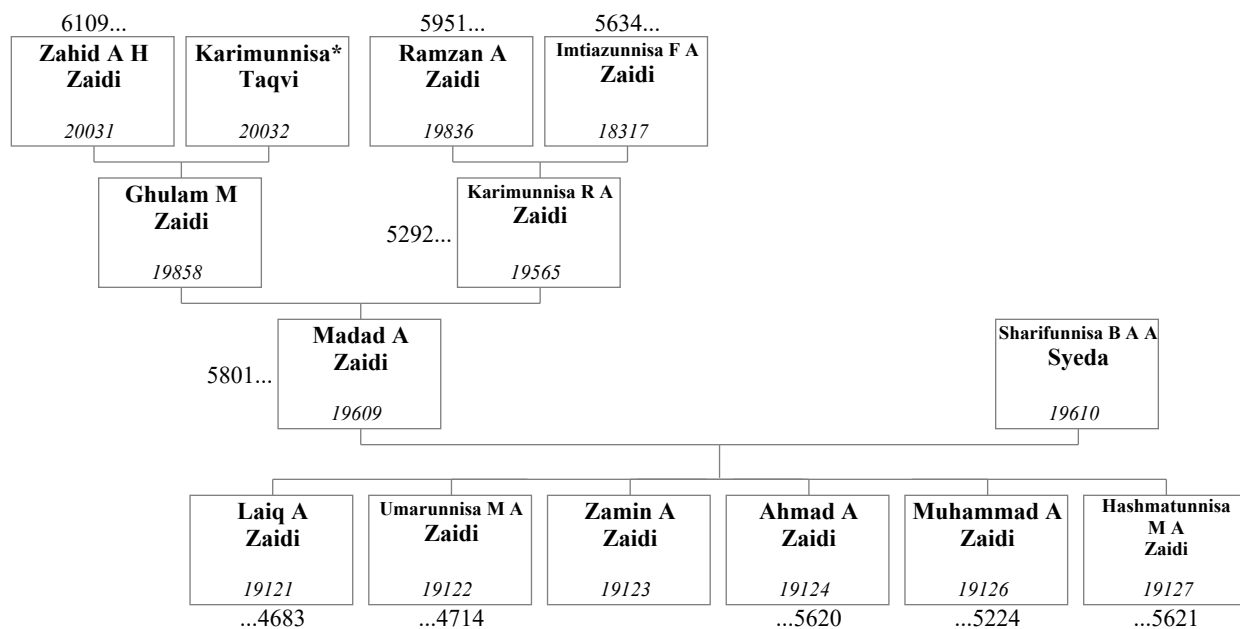 6109...
5951...
5634...
Zahid A H
Zaidi
20031
Karimunnisa*
Taqvi
20032
Ramzan A
Zaidi
19836
Imtiazunnisa F A
Zaidi
18317
Ghulam M
Zaidi
19858
5292...
Karimunnisa R A
Zaidi
19565
5801...
Madad A
Zaidi
19609
Sharifunnisa B A A
Syeda
19610
Laiq A
Zaidi
19121
...4683
Umarunnisa M A
Zaidi
19122
...4714
Zamin A
Zaidi
19123
Ahmad A
Zaidi
19124
...5620
Muhammad A
Zaidi
19126
...5224
Hashmatunnisa
M A
Zaidi
19127
...5621